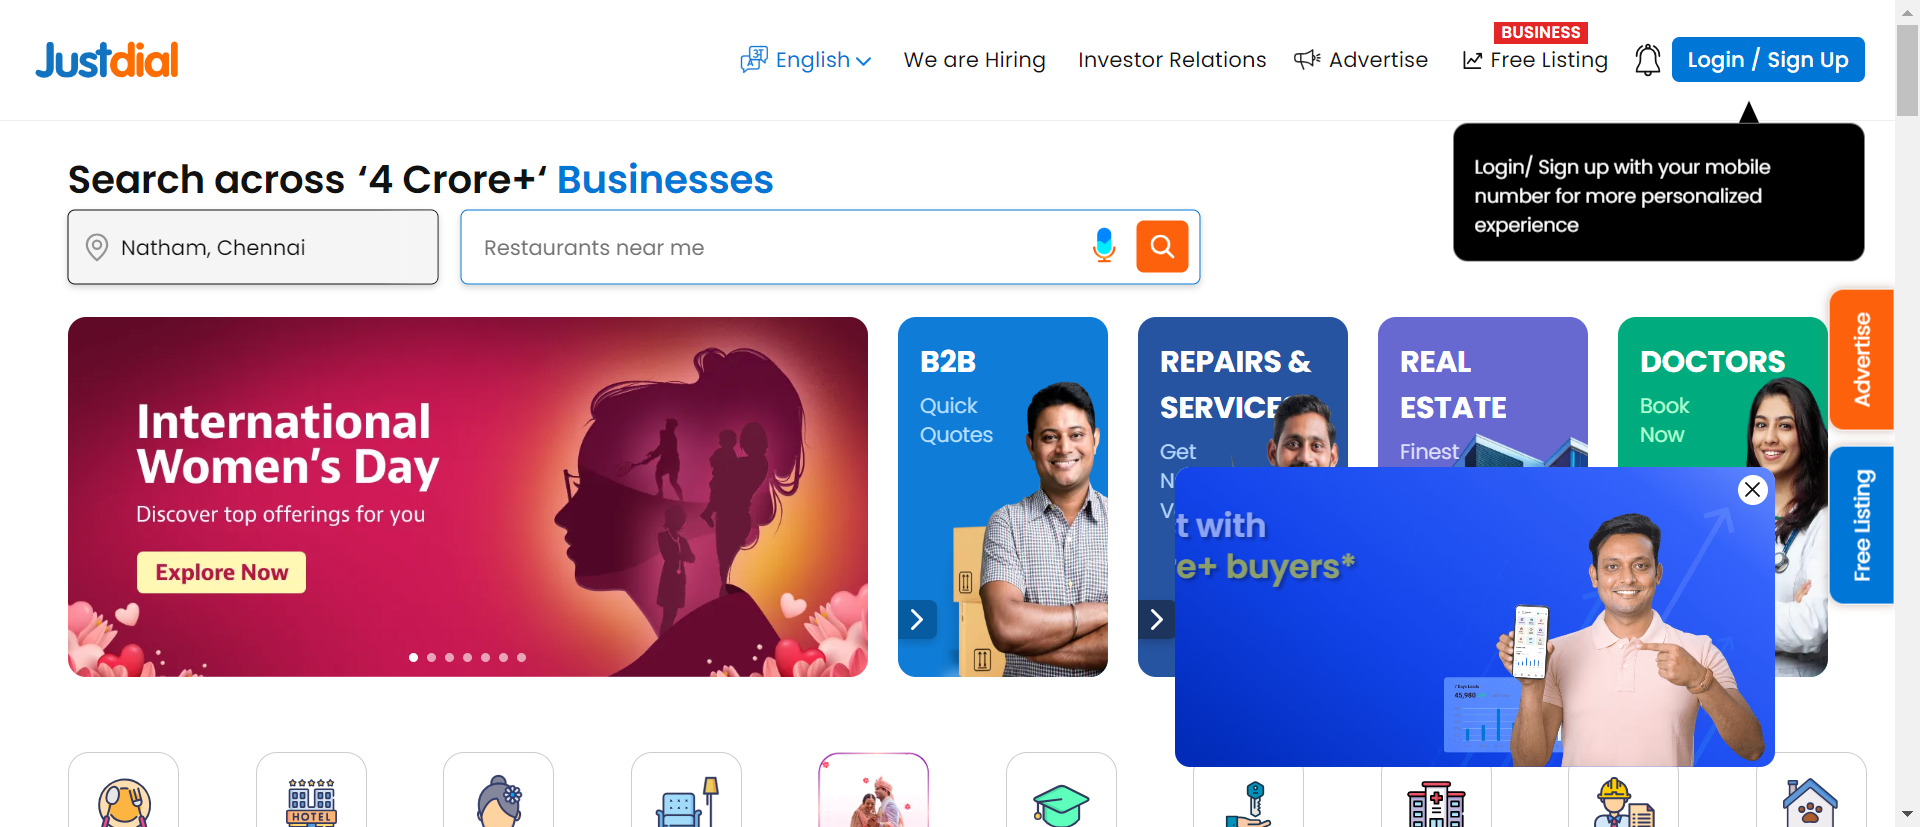 Justdial
English
We are Hiring
Investor Relations
Advertise
BUSINESS
Free Listing
Login / Sign Up
Login/ Sign up with your mobile
number for more personalized
experience
Search across ‘4 Crore+‘ Businesses
Natham, Chennai
Restaurants near me
International
Women's Day
Discover top offerings for you
Explore Now
B2B
Quick
Quotes
REPAIRS &
SERVICE
Get
N
V
REAL
ESTATE
Finest
DOCTORS
Book
Now
t with
e+ buyers*
45,980
Advertise
Free Listing
HOTEL